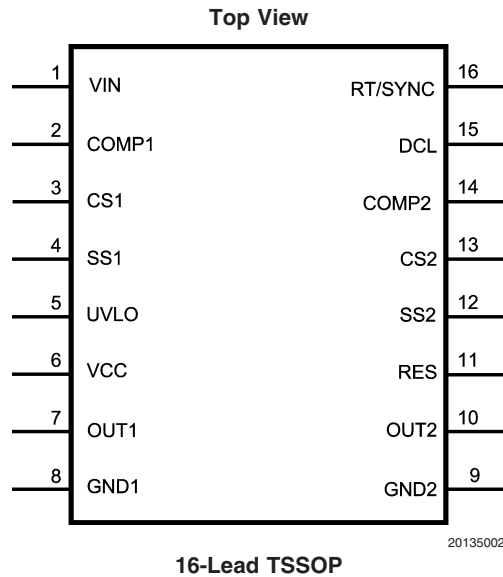 Top View
1 VIN RT/SYNC 16
2 COMP1 DCL 15
3 CS1 COMP2 14
4 SS1 CS2 13
5 UVLO SS2 12
6 VCC RES 11
7 OUT1 OUT2 10
8 GND1 GND2 9
20135002
16-Lead TSSOP